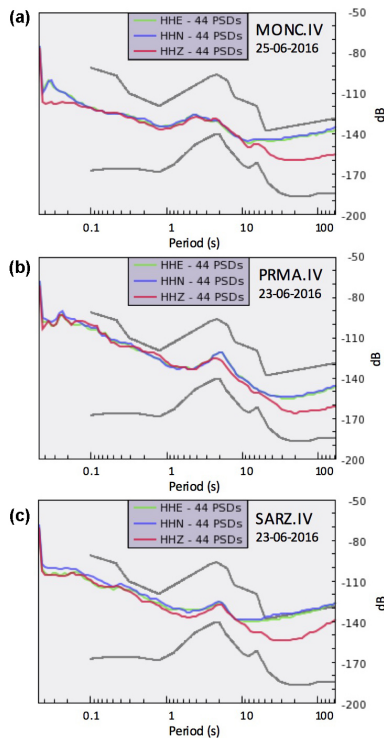 (a)
HHE - 44 PSDs
HHN - 44 PSDs
HHZ - 44 PSDs
MONC.IV
25-06-2016
-50
-80
-110
-140
-170
-200
dB
0.1 1 10 100
Period (s)
(b)
HHE - 44 PSDs
HHN - 44 PSDs
HHZ - 44 PSDs
PRMA.IV
23-06-2016
-50
-80
-110
-140
-170
-200
dB
0.1 1 10 100
Period (s)
(c)
HHE - 44 PSDs
HHN - 44 PSDs
HHZ - 44 PSDs
SARZ.IV
23-06-2016
-50
-80
-110
-140
-170
-200
dB
0.1 1 10 100
Period (s)